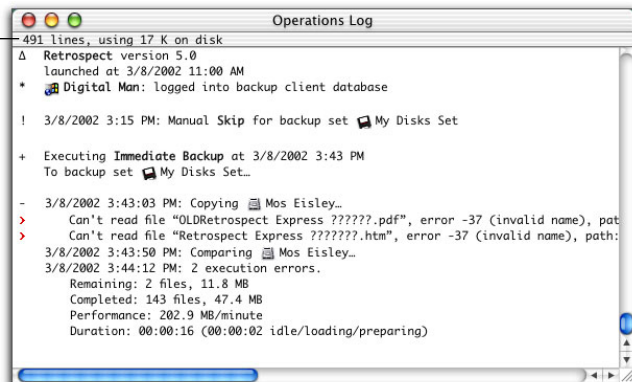 Operations Log
491 lines, using 17 K on disk
Δ Retrospect version 5.0
launched at 3/8/2002 11:00 AM
* Digital Man: logged into backup client database
! 3/8/2002 3:15 PM: Manual Skip for backup set My Disks Set
+ Executing Immediate Backup at 3/8/2002 3:43 PM
To backup set My Disks Set…
- 3/8/2002 3:43:03 PM: Copying Mos Eisley…
> Can't read file “OLDRetrospect Express ??????.pdf”, error -37 (invalid name), pat
> Can't read file “Retrospect Express ???????.htm”, error -37 (invalid name), path:
3/8/2002 3:43:50 PM: Comparing Mos Eisley…
3/8/2002 3:44:12 PM: 2 execution errors.
Remaining: 2 files, 11.8 MB
Completed: 143 files, 47.4 MB
Performance: 202.9 MB/minute
Duration: 00:00:16 (00:00:02 idle/loading/preparing)